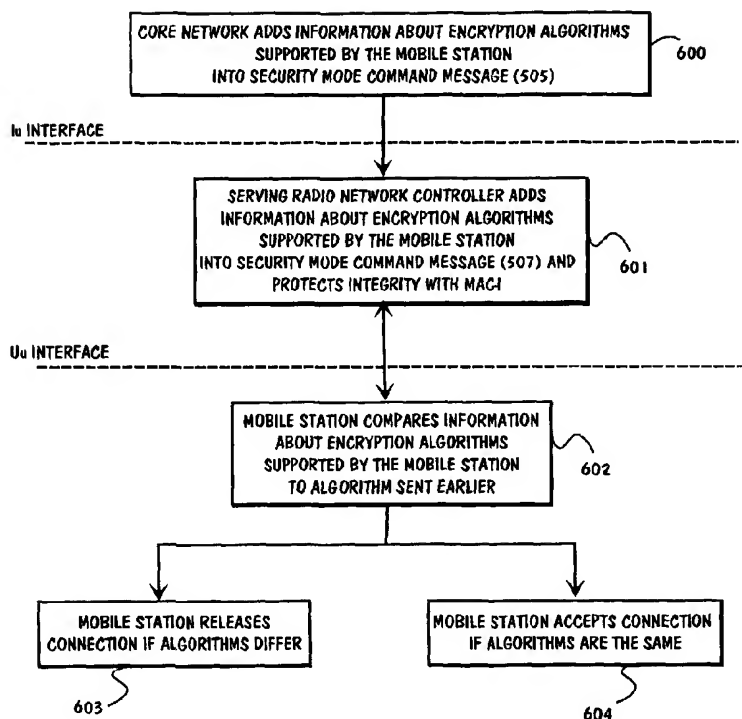 CORE NETWORK ADDS INFORMATION ABOUT ENCRYPTION ALGORITHMS
SUPPORTED BY THE MOBILE STATION
INTO SECURITY MODE COMMAND MESSAGE (505)
600
Iu INTERFACE
SERVING RADIO NETWORK CONTROLLER ADDS
INFORMATION ABOUT ENCRYPTION ALGORITHMS
SUPPORTED BY THE MOBILE STATION
INTO SECURITY MODE COMMAND MESSAGE (507) AND
PROTECTS INTEGRITY WITH MAC-I
601
Uu INTERFACE
MOBILE STATION COMPARES INFORMATION
ABOUT ENCRYPTION ALGORITHMS
SUPPORTED BY THE MOBILE STATION
TO ALGORITHM SENT EARLIER
602
MOBILE STATION RELEASES
CONNECTION IF ALGORITHMS DIFFER
603
MOBILE STATION ACCEPTS CONNECTION
IF ALGORITHMS ARE THE SAME
604